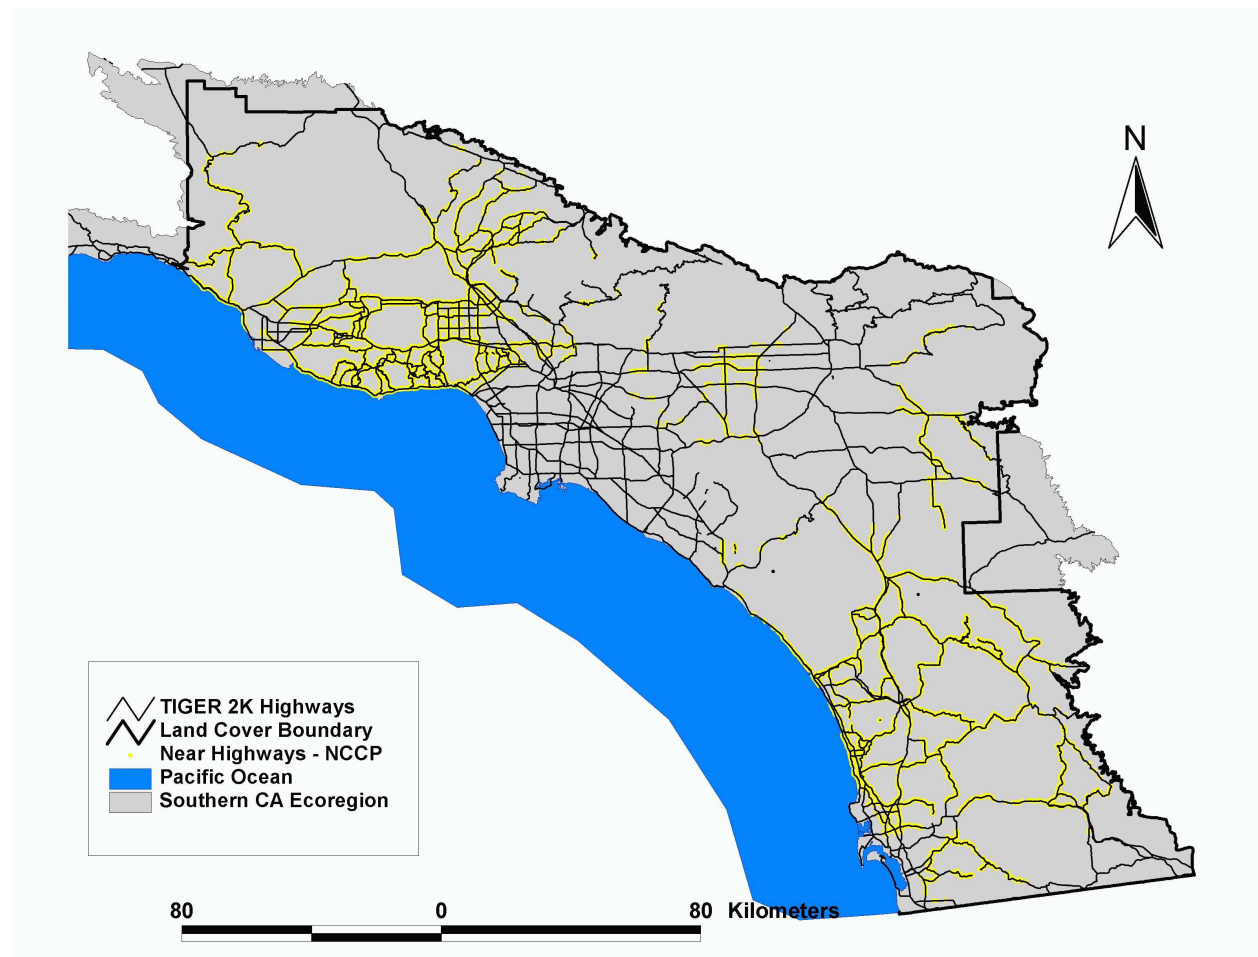 N
TIGER 2K Highways
Land Cover Boundary
Near Highways - NCCP
Pacific Ocean
Southern CA Ecoregion
80 0 80 Kilometers